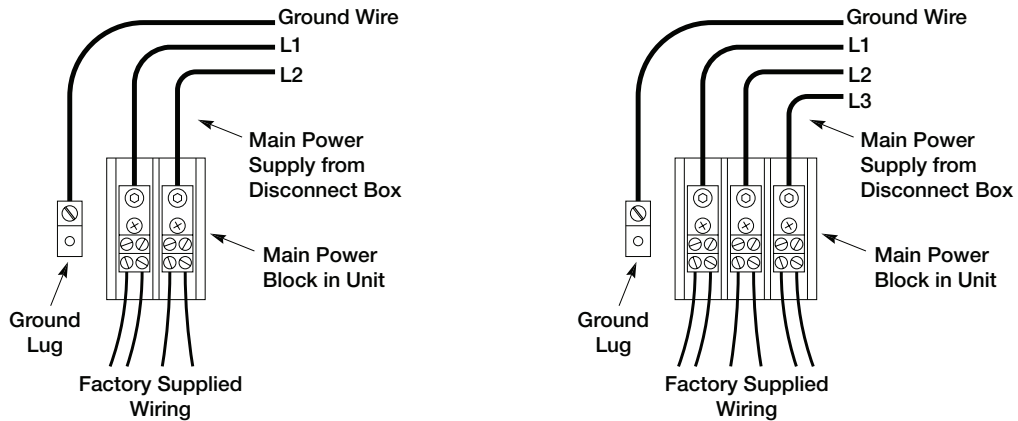 Ground Wire
L1
L2
Main Power
Supply from
Disconnect Box
Main Power
Block in Unit
Ground
Lug
Factory Supplied
Wiring
Ground Wire
L1
L2
L3
Main Power
Supply from
Disconnect Box
Main Power
Block in Unit
Ground
Lug
Factory Supplied
Wiring